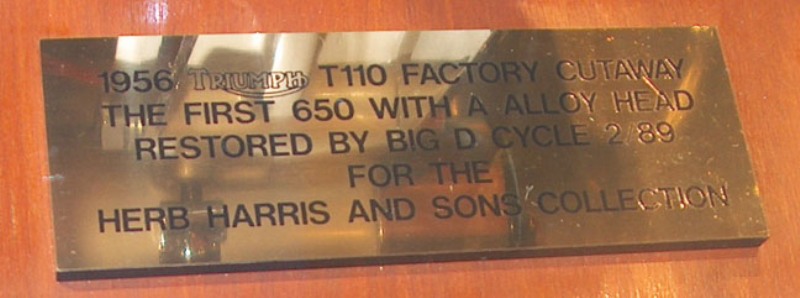 1956 TRIUMPH T110 FACTORY CUTAWAY
THE FIRST 650 WITH A ALLOY HEAD
RESTORED BY BIG D CYCLE 2/89
FOR THE
HERB HARRIS AND SONS COLLECTION